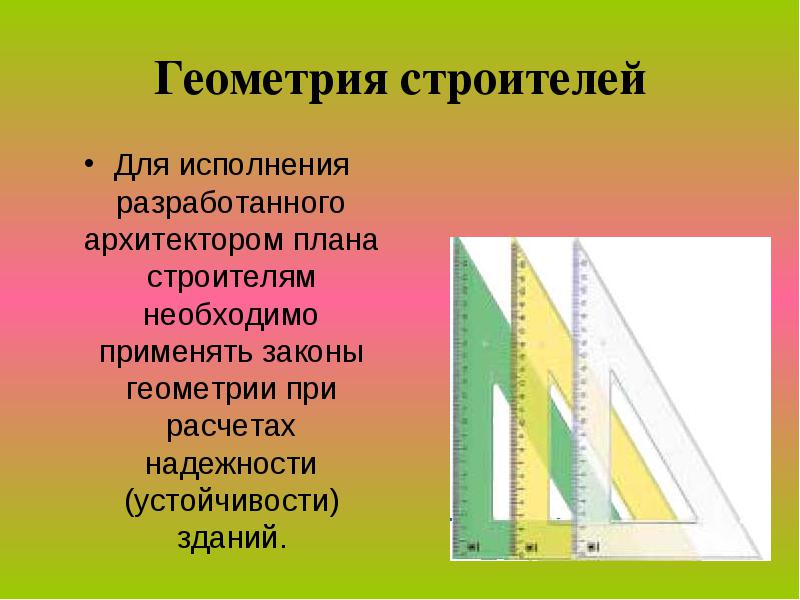 Геометрия строителей
• Для исполнения
разработанного
архитектором плана
строителям
необходимо
применять законы
геометрии при
расчетах
надежности
(устойчивости)
зданий.